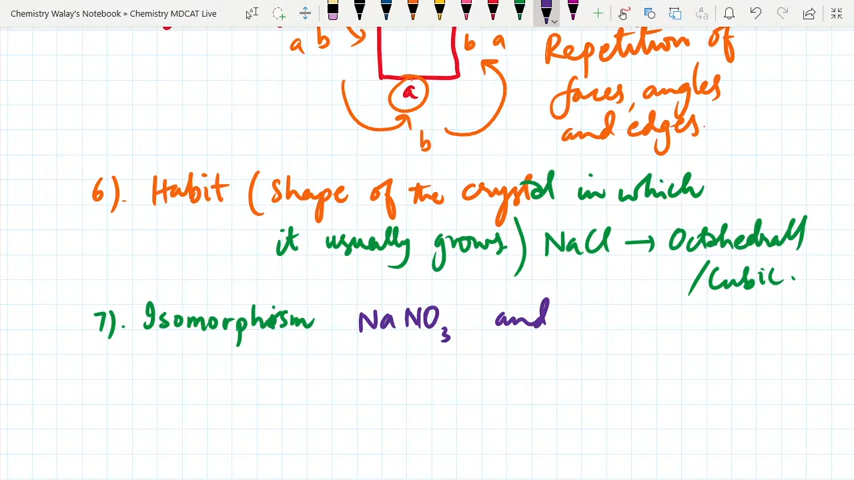 Chemistry Walay's Notebook » Chemistry MDCAT Live
a b
b a
Repetition of
faces, angles
and edges.
a
b
6). Habit (Shape of the crystal in which
it usually grows) NaCl → Octahedrall
/Cubic.
7). Isomorphism NaNO3 and